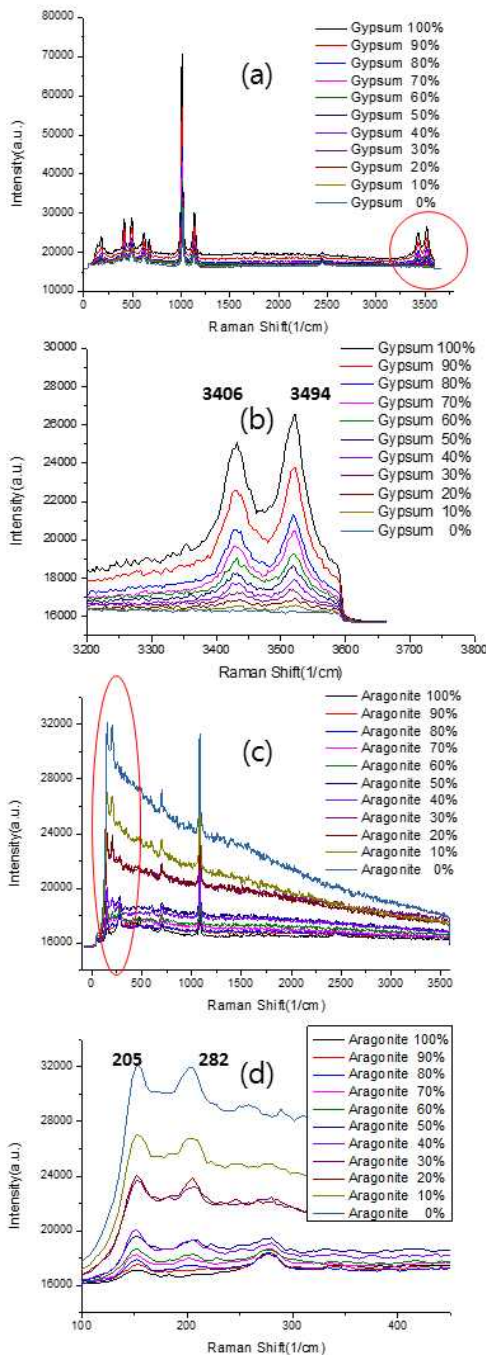 (a)
Gypsum 100%
Gypsum 90%
Gypsum 80%
Gypsum 70%
Gypsum 60%
Gypsum 50%
Gypsum 40%
Gypsum 30%
Gypsum 20%
Gypsum 10%
Gypsum 0%
Intensity(a.u.)
80000
70000
60000
50000
40000
30000
20000
10000
0 500 1000 1500 2000 2500 3000 3500
Raman Shift(1/cm)
3406 3494
(b)
Gypsum 100%
Gypsum 90%
Gypsum 80%
Gypsum 70%
Gypsum 60%
Gypsum 50%
Gypsum 40%
Gypsum 30%
Gypsum 20%
Gypsum 10%
Gypsum 0%
Intensity(a.u.)
28000
26000
24000
22000
20000
18000
16000
3200 3300 3400 3500 3600 3700 3800
Raman Shift(1/cm)
(c)
Aragonite 100%
Aragonite 90%
Aragonite 80%
Aragonite 70%
Aragonite 60%
Aragonite 50%
Aragonite 40%
Aragonite 30%
Aragonite 20%
Aragonite 10%
Aragonite 0%
Intensity(a.u.)
32000
28000
24000
20000
16000
0 500 1000 1500 2000 2500 3000 3500
Raman Shift(1/cm)
205 282
(d)
Aragonite 100%
Aragonite 90%
Aragonite 80%
Aragonite 70%
Aragonite 60%
Aragonite 50%
Aragonite 40%
Aragonite 30%
Aragonite 20%
Aragonite 10%
Aragonite 0%
Intensity(a.u.)
32000
28000
24000
20000
16000
100 200 300 400
Raman Shift(1/cm)